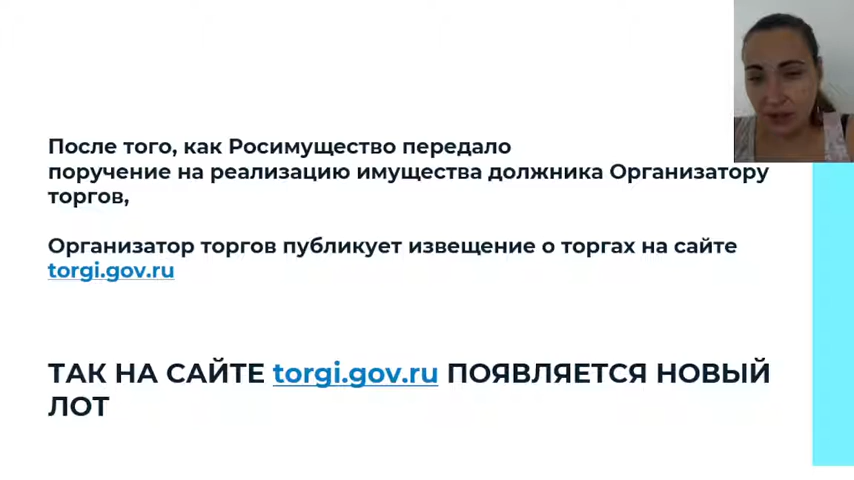 После того, как Росимущество передало
поручение на реализацию имущества должника Организатору
торгов,
Организатор торгов публикует извещение о торгах на сайте
torgi.gov.ru
ТАК НА САЙТЕ torgi.gov.ru ПОЯВЛЯЕТСЯ НОВЫЙ
ЛОТ